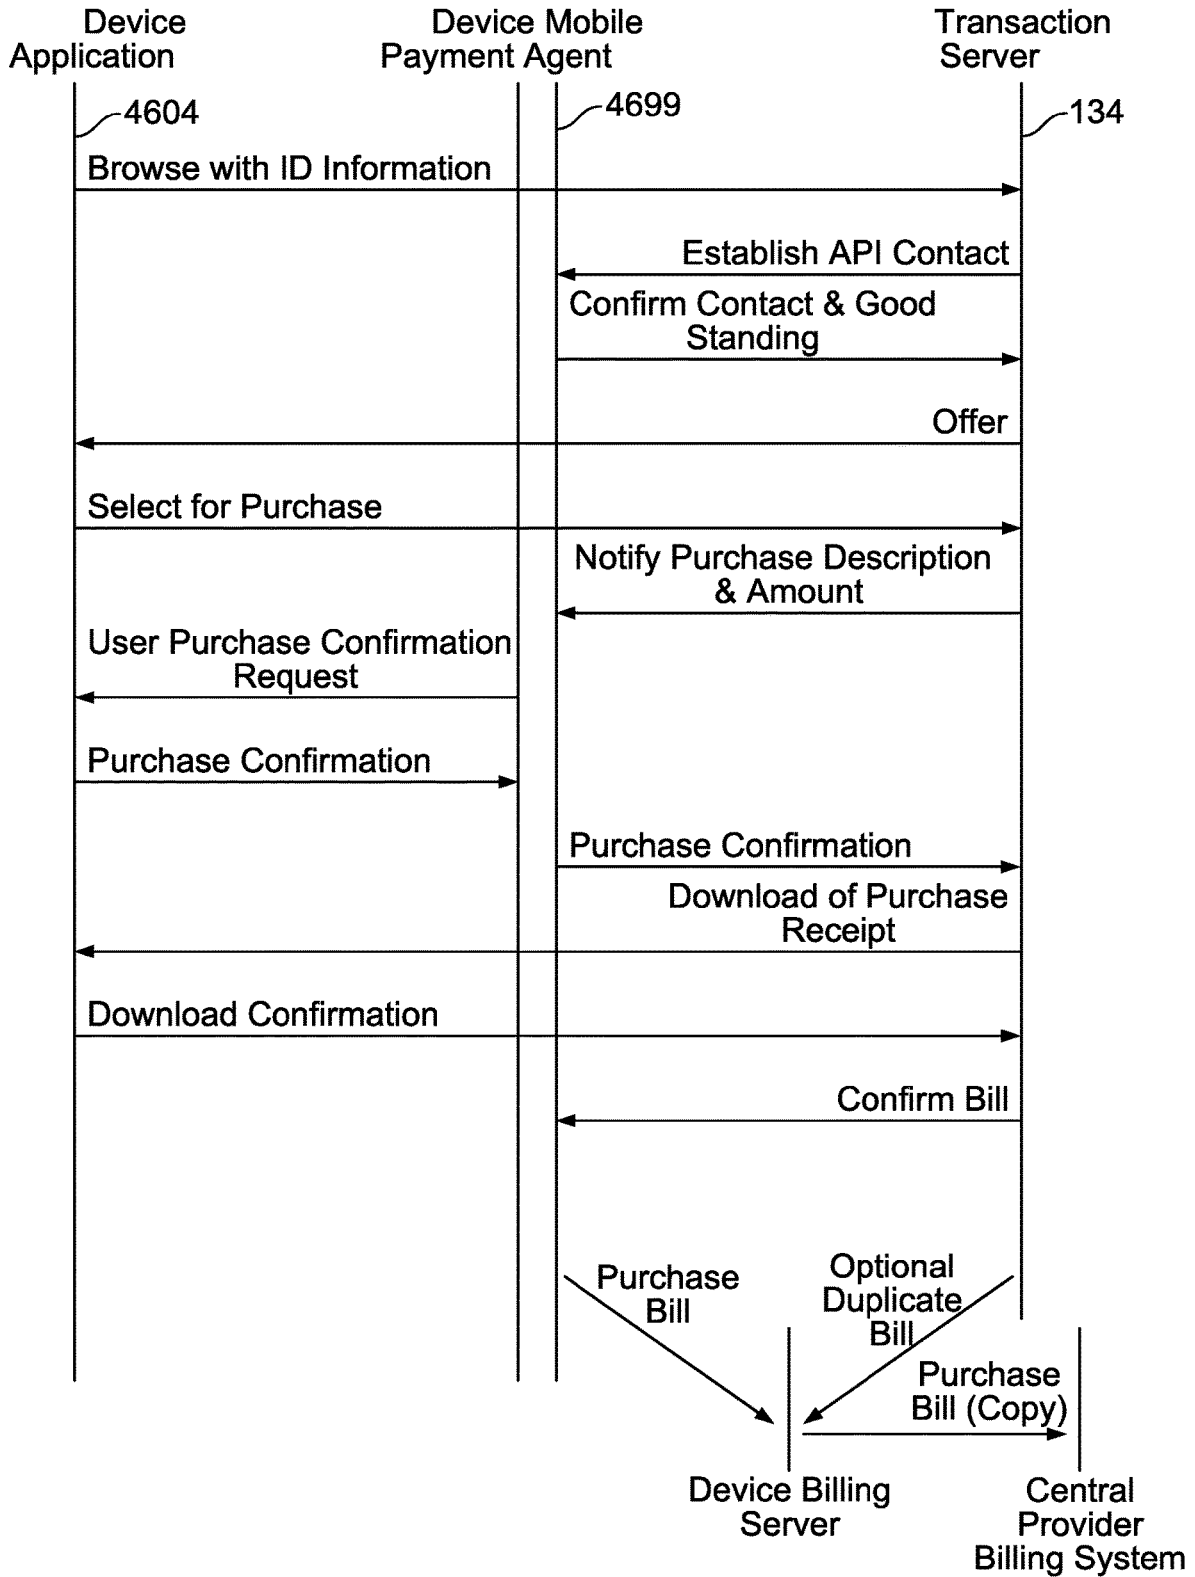 Device
Application
Device Mobile
Payment Agent
Transaction
Server
4604
4699
134
Browse with ID Information
Establish API Contact
Confirm Contact & Good
Standing
Offer
Select for Purchase
Notify Purchase Description
& Amount
User Purchase Confirmation
Request
Purchase Confirmation
Purchase Confirmation
Download of Purchase
Receipt
Download Confirmation
Confirm Bill
Purchase
Bill
Optional
Duplicate
Bill
Purchase
Bill (Copy)
Device Billing
Server
Central
Provider
Billing System